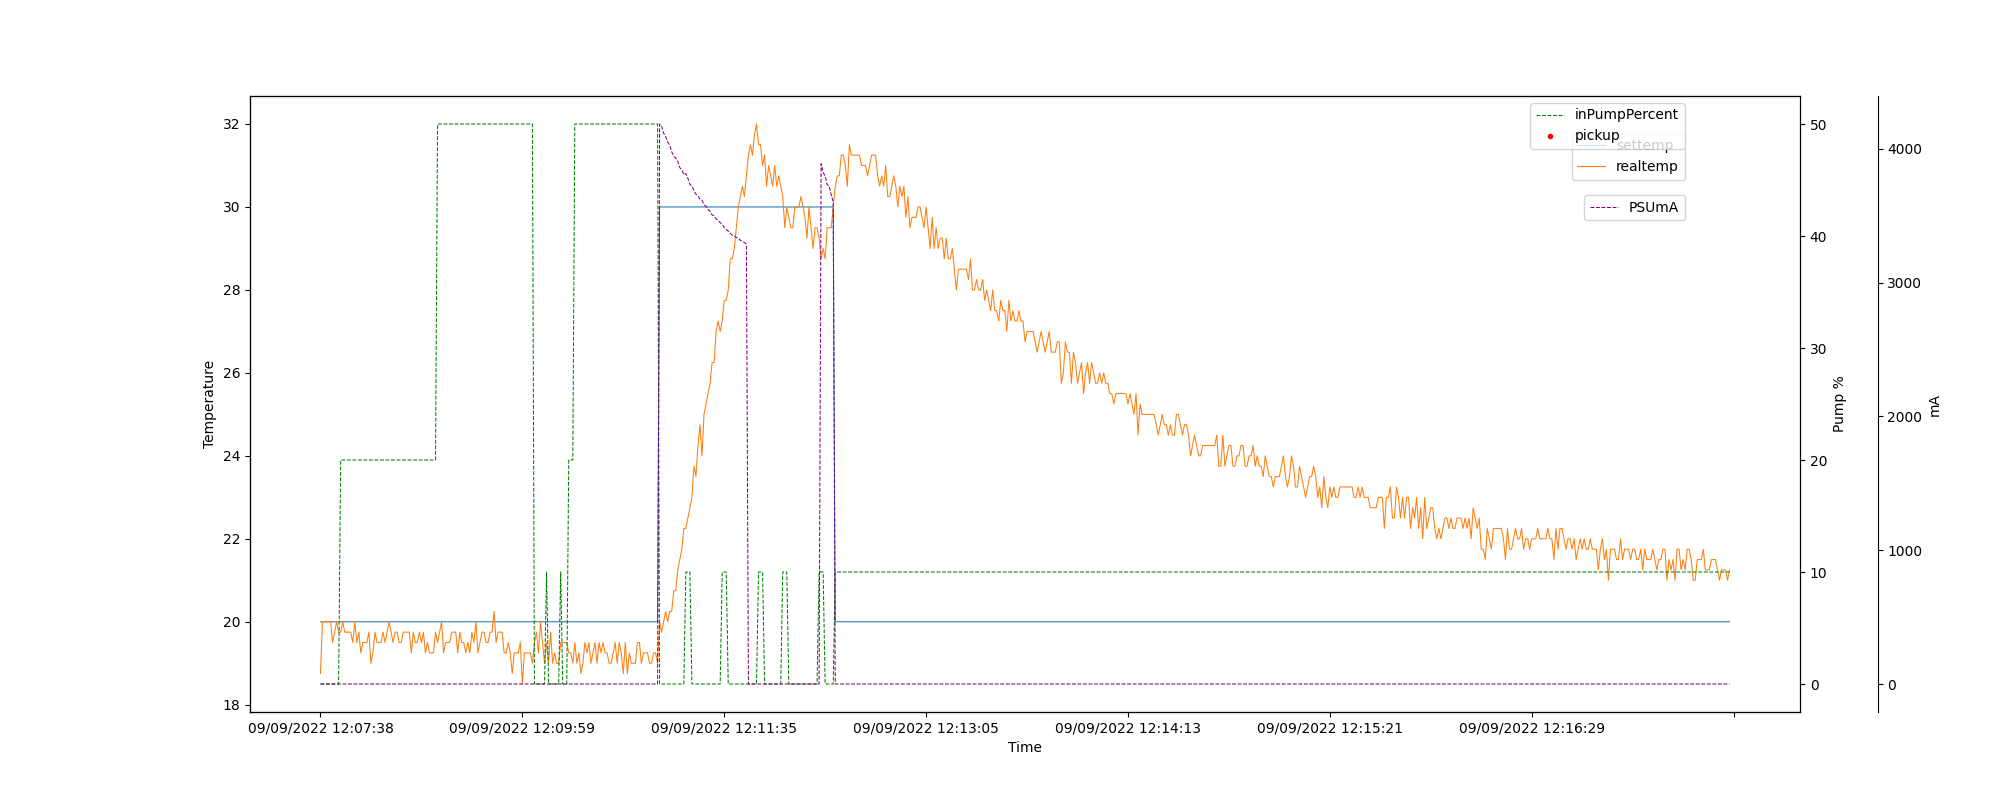 inPumpPercent
pickup
settemp
realtemp
PSUmA
Temperature
32
30
28
26
24
22
20
18
50
40
30
20
10
0
Pump %
4000
3000
2000
1000
0
mA
09/09/2022 12:07:38
09/09/2022 12:09:59
09/09/2022 12:11:35
09/09/2022 12:13:05
09/09/2022 12:14:13
09/09/2022 12:15:21
09/09/2022 12:16:29
Time